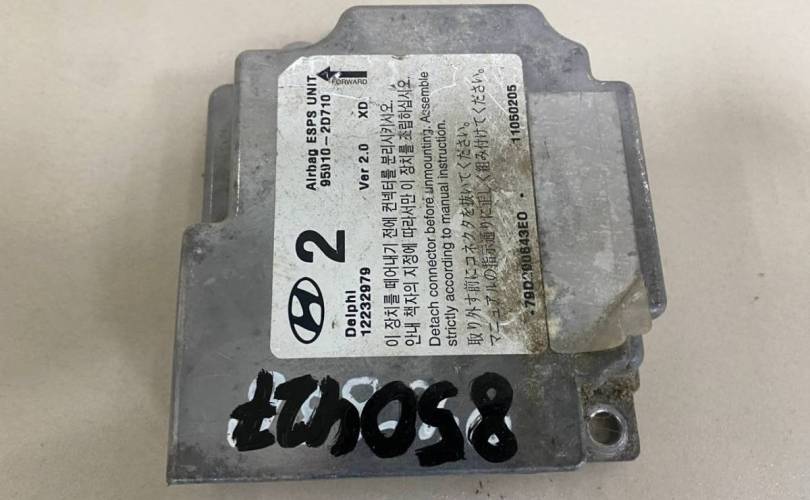 FORWARD
Airbag ESPS UNIT
95910-2D710
Ver 2.0 XD
2
Delphi
12232979
이 장치를 떼어내기 전에 컨넥터를 분리시키시오.
안내 책자의 지정에 따라서만 이 장치를 조립하십시오.
Detach connector before unmounting. Assemble
strictly according to manual instruction.
取り外す前にコネクタを抜いてください。
マニュアルの指示通りに正しく組み付けてください。
11050205
850427